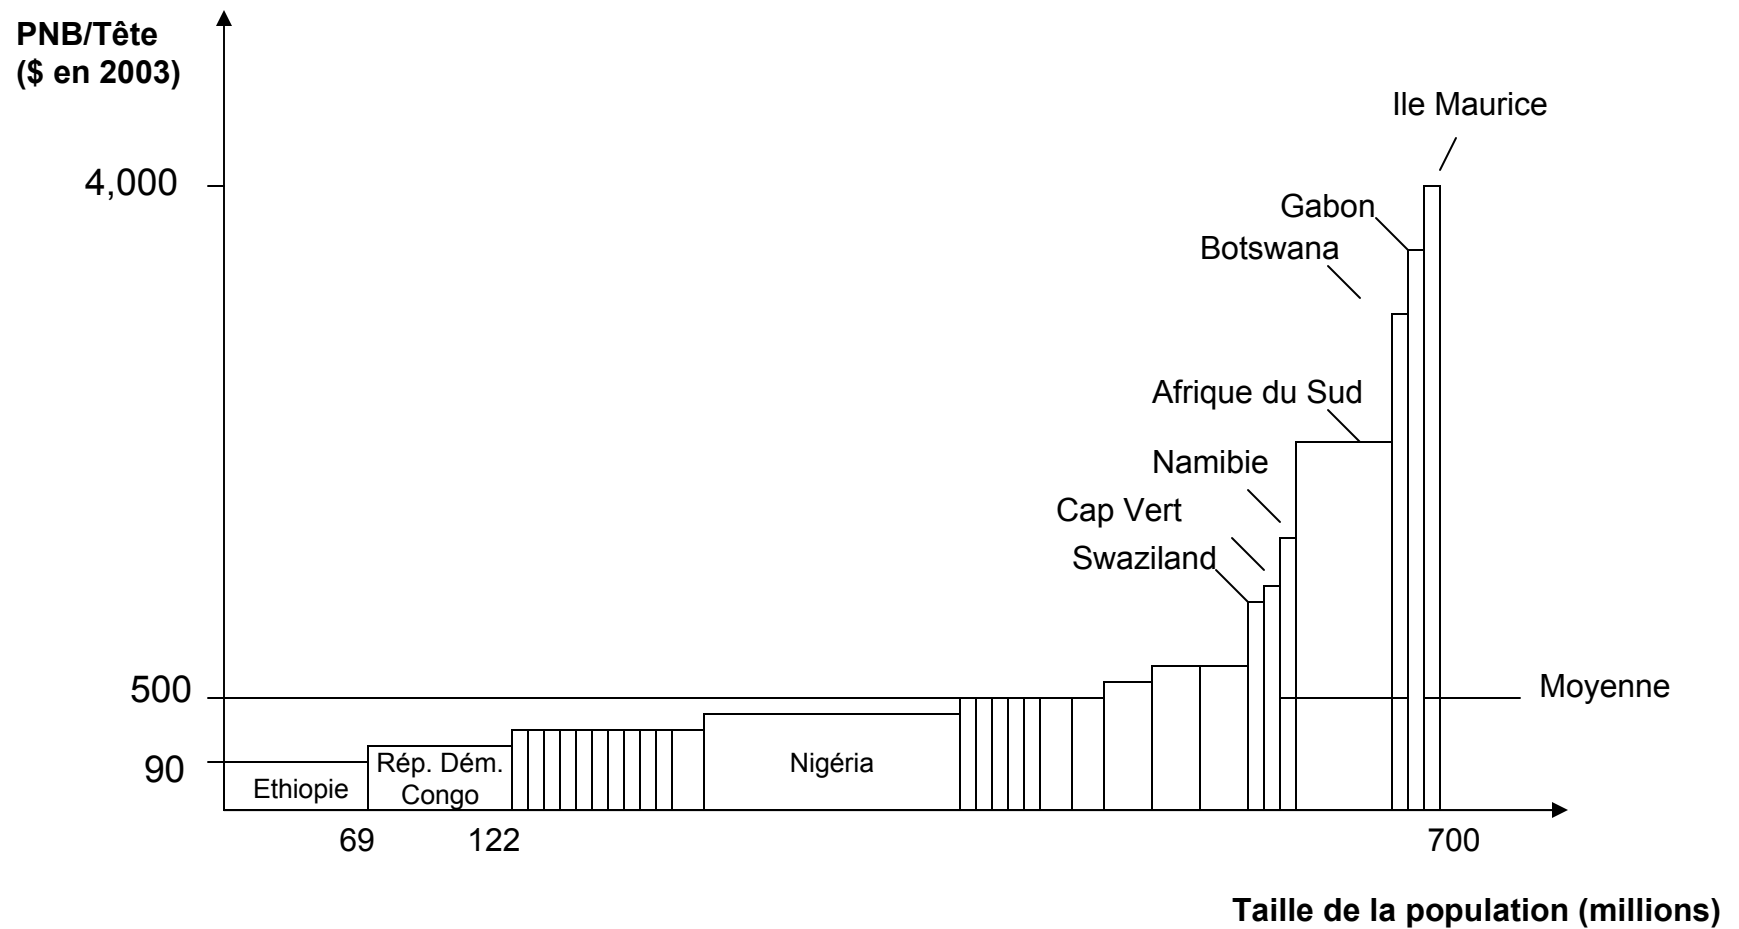 PNB/Tête
($ en 2003)
Ile Maurice
4,000
Gabon
Botswana
Afrique du Sud
Namibie
Cap Vert
Swaziland
500
Moyenne
90
Ethiopie
Rép. Dém.
Congo
Nigéria
69
122
700
Taille de la population (millions)